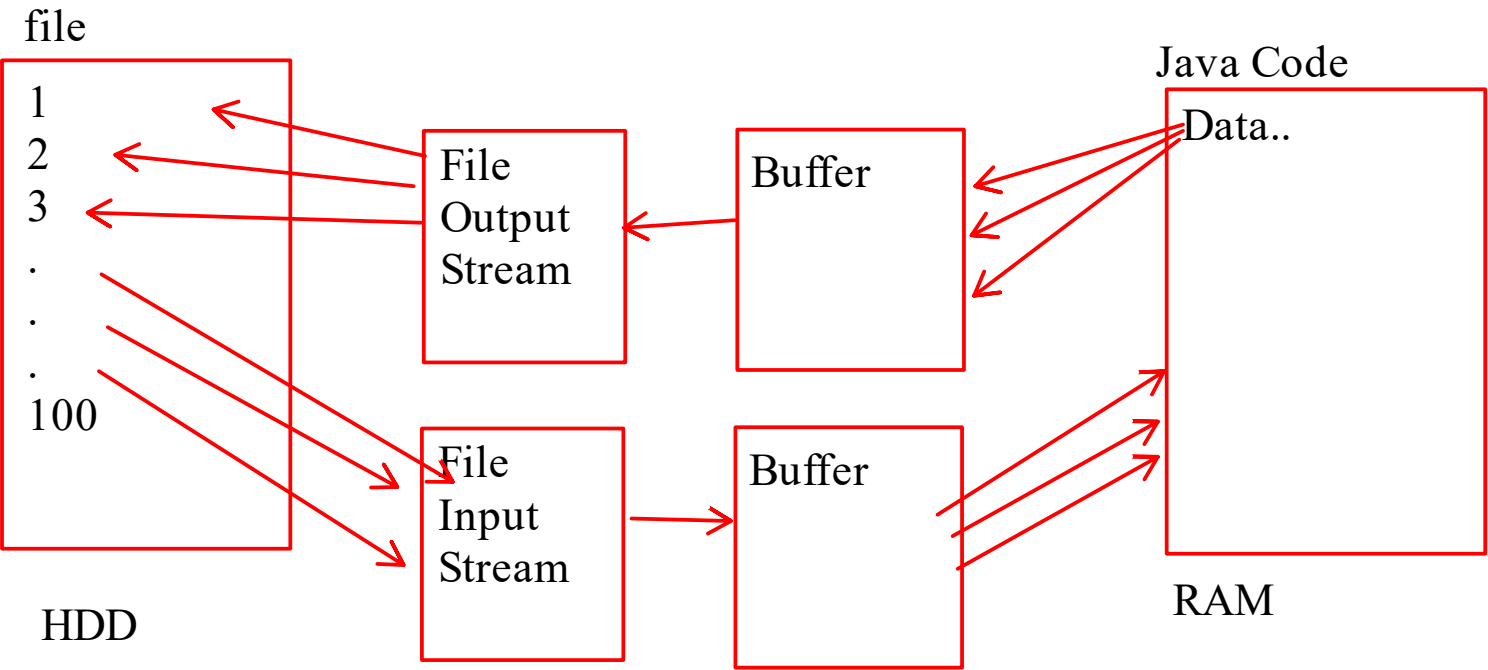 file
1
2
3
.
.
.
100
HDD
File
Output
Stream
Buffer
File
Input
Stream
Buffer
Java Code
Data..
RAM